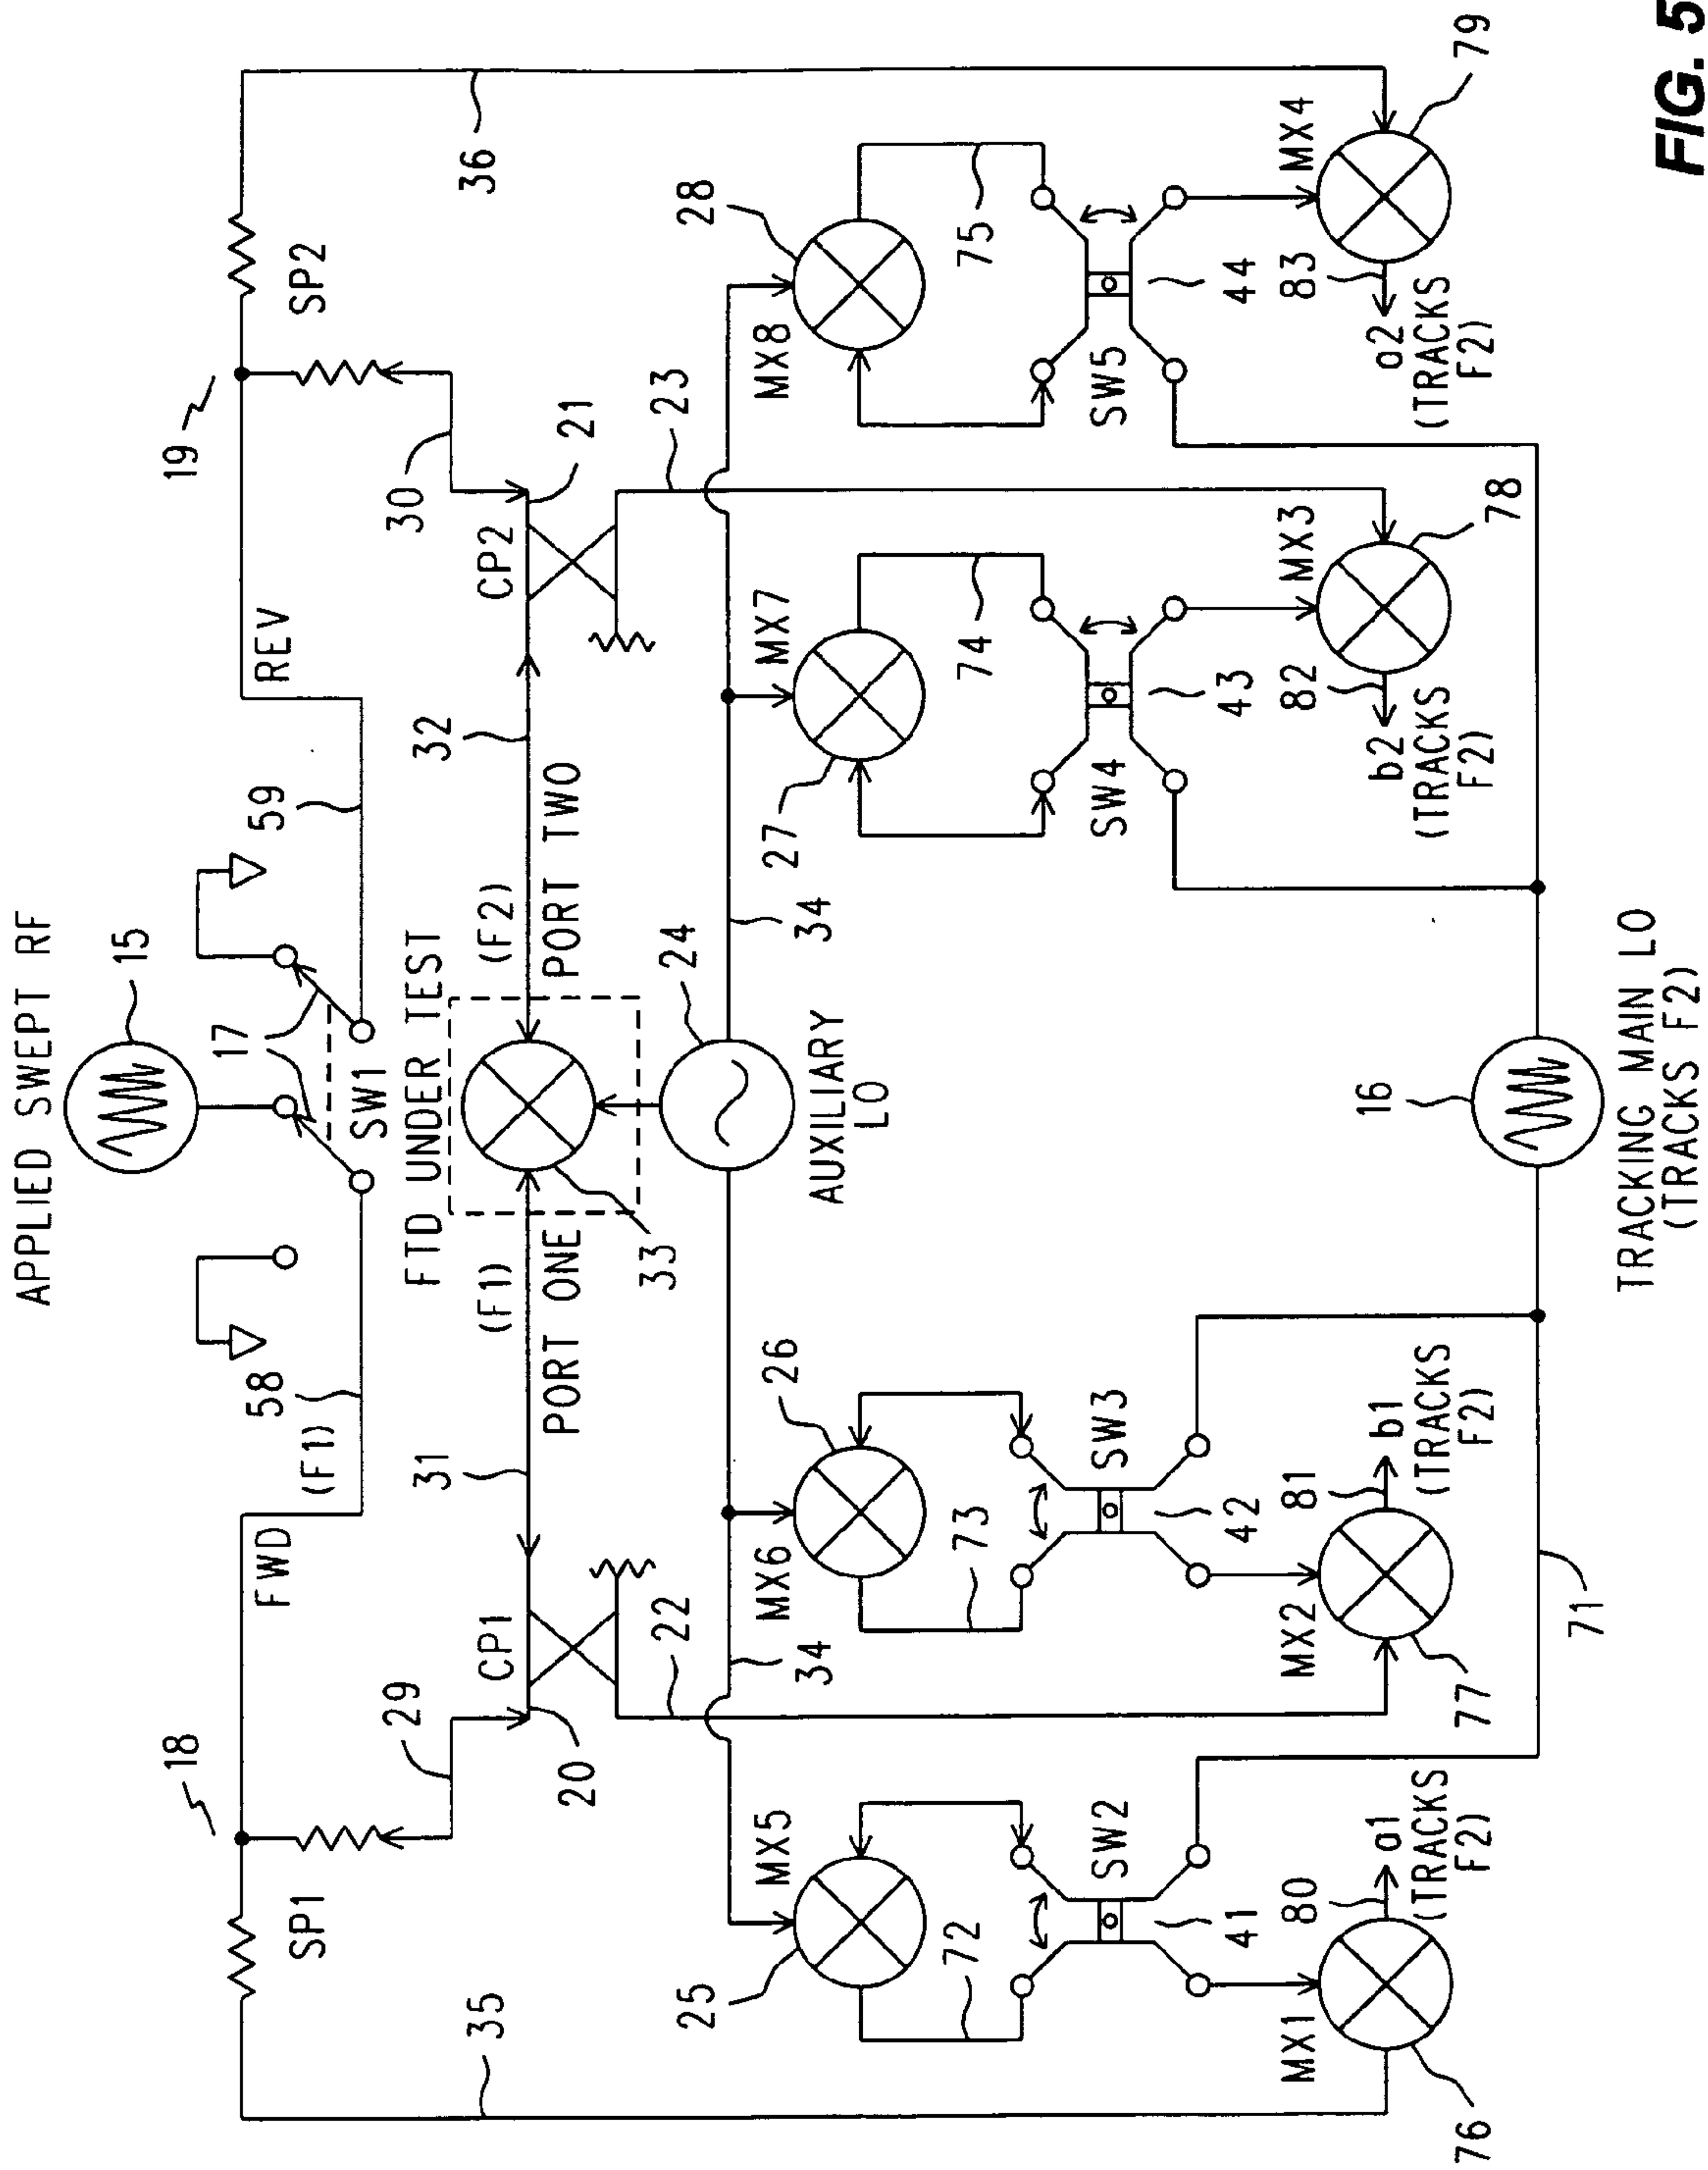 APPLIED SWEPT RF
15
17
SW1
58
59
(F1)
FWD
REV
18
19
SP1
SP2
29
30
35
36
FTD UNDER TEST
(F1)
(F2)
PORT ONE
PORT TWO
31
32
33
CP1
CP2
20
21
22
23
24
AUXILIARY
LO
34
34
MX5
25
MX6
26
MX7
27
MX8
28
72
73
74
75
SW2
41
SW3
42
SW4
43
SW5
44
MX1
76
80
a1
(TRACKS
F2)
MX2
77
81
b1
(TRACKS
F2)
MX3
78
82
b2
(TRACKS
F2)
MX4
79
83
a2
(TRACKS
F2)
71
16
TRACKING MAIN LO
(TRACKS F2)
FIG. 5